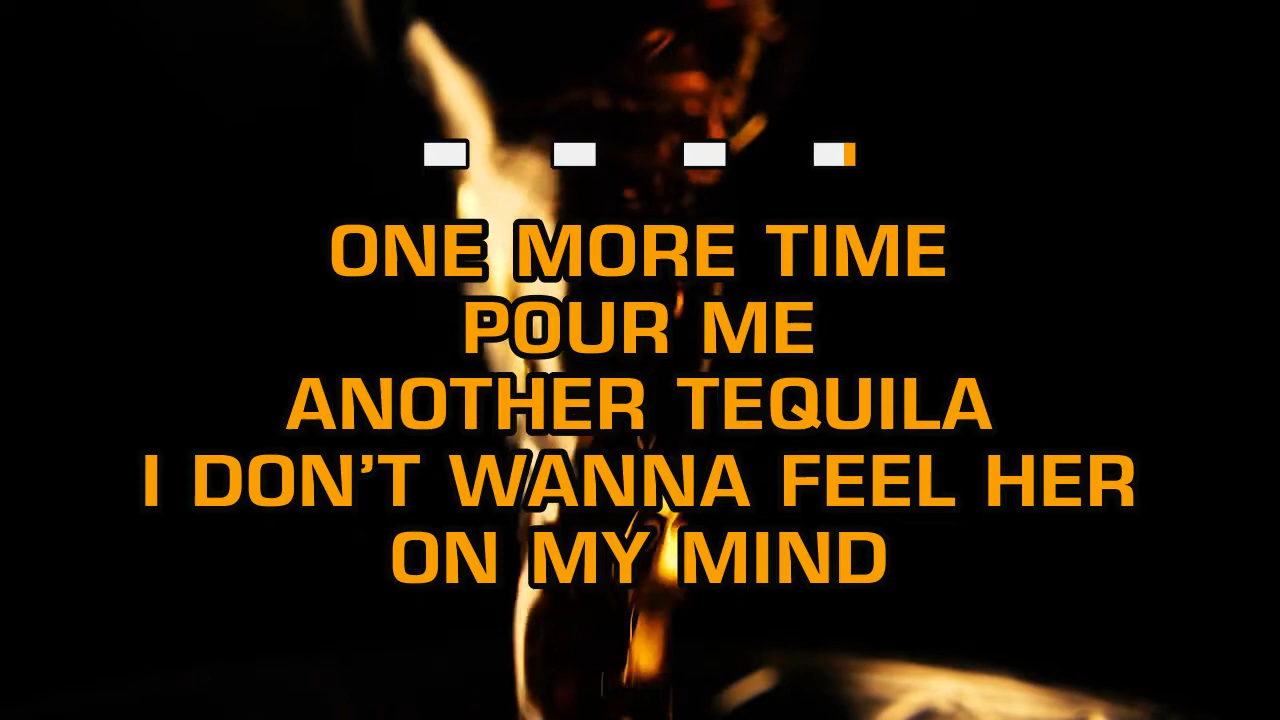 ONE MORE TIME
POUR ME
ANOTHER TEQUILA
I DON’T WANNA FEEL HER
ON MY MIND